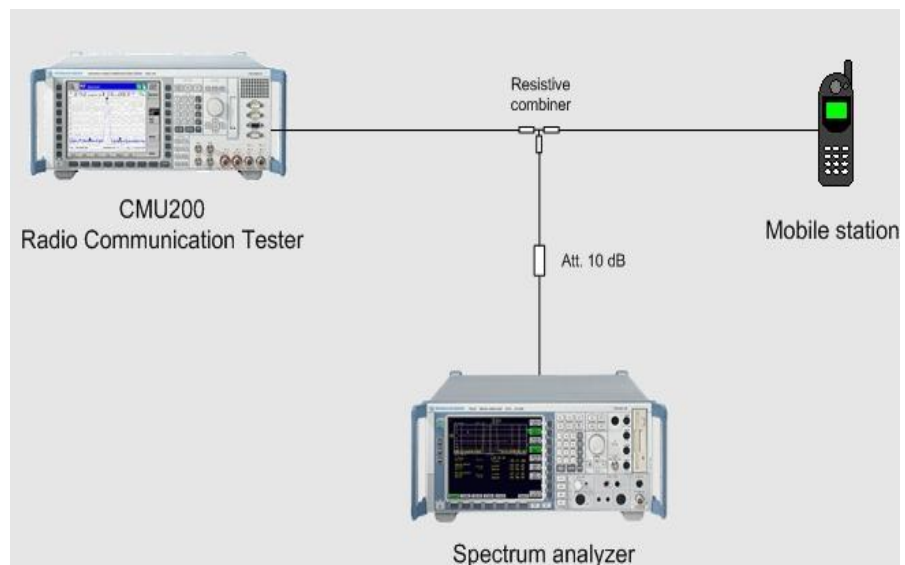 Resistive
combiner
CMU200
Radio Communication Tester
Mobile station
Att. 10 dB
Spectrum analyzer